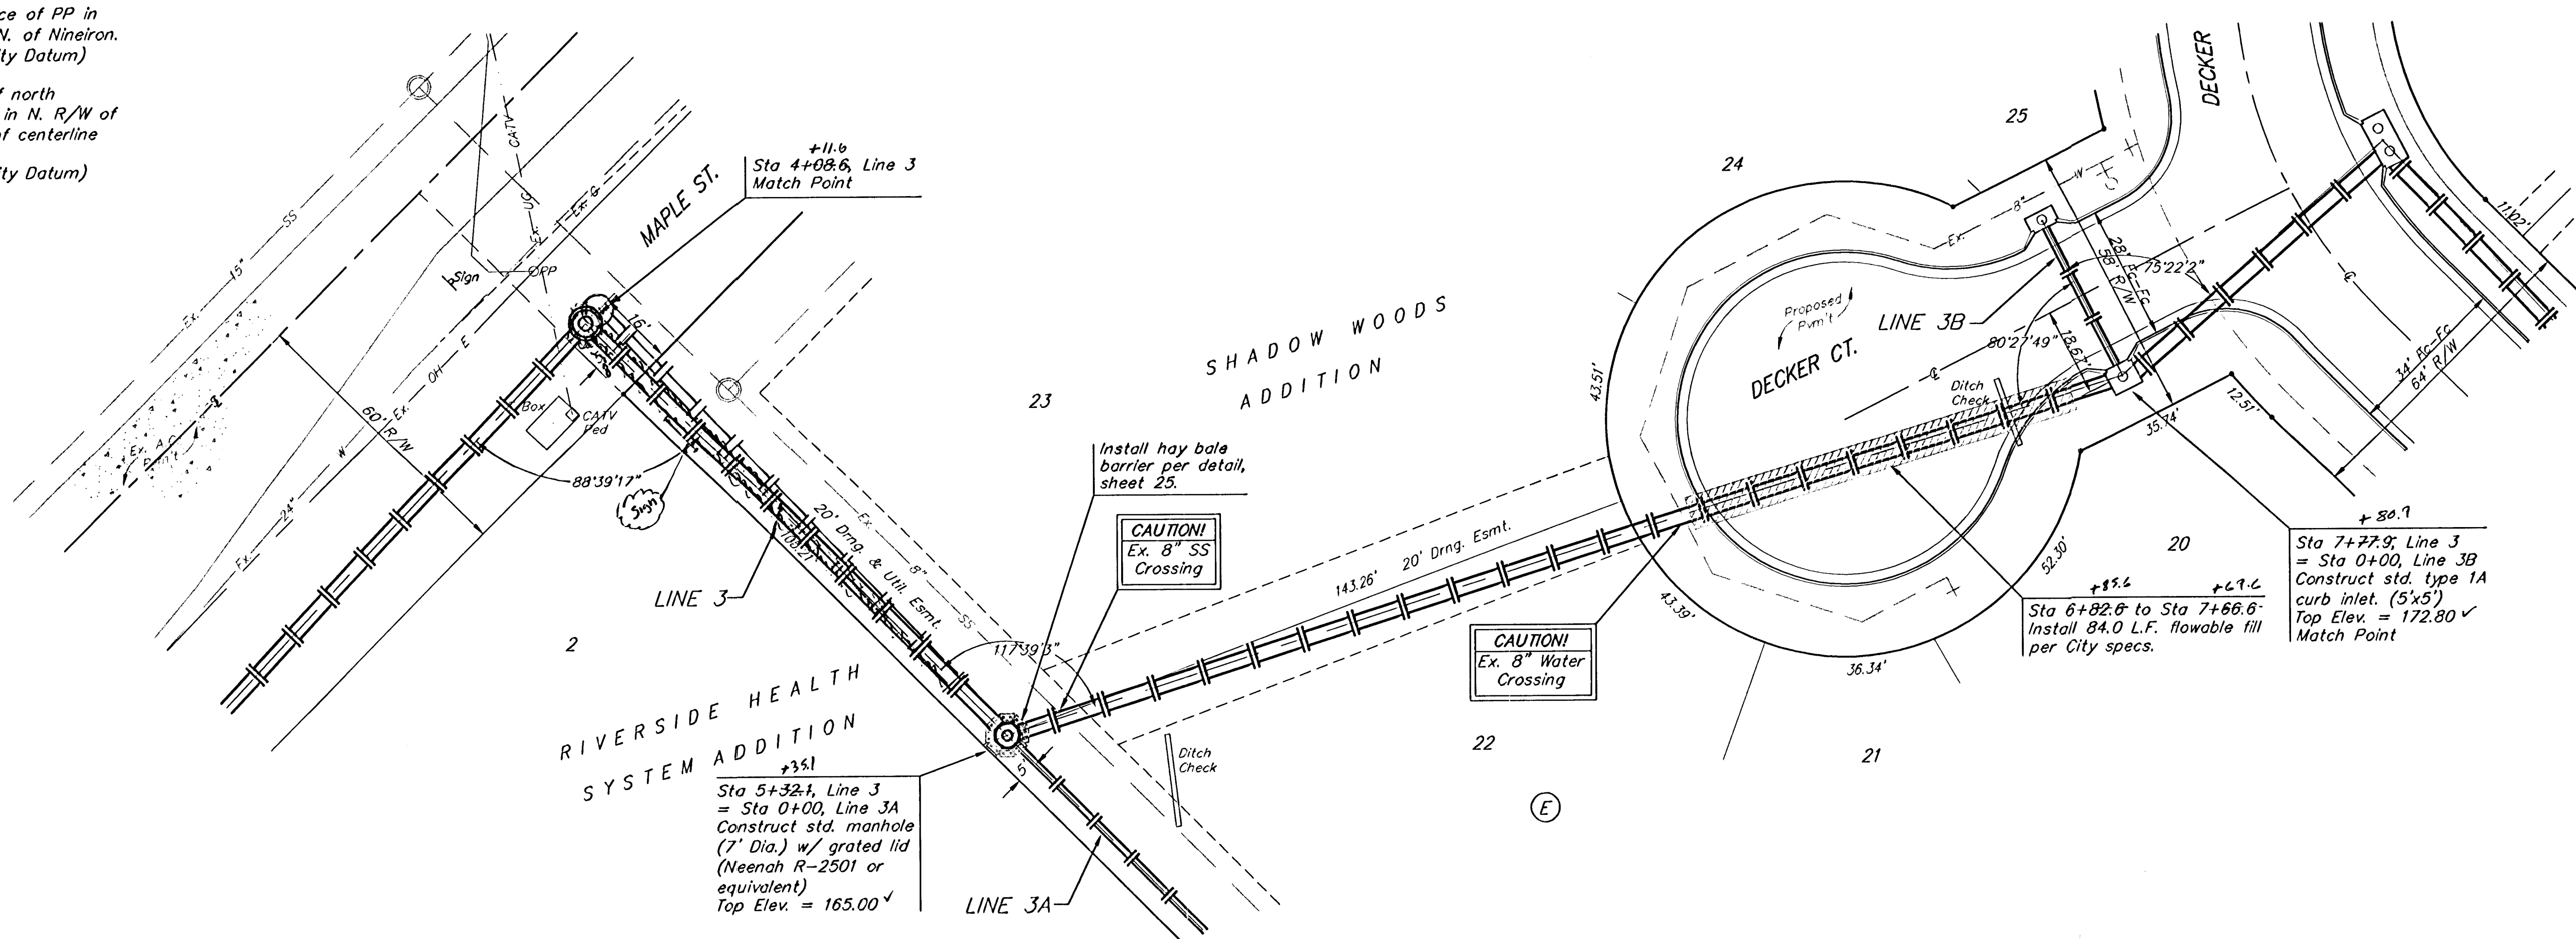 ce of PP in
N. of Nineiron.
ty Datum)
f north
in N. R/W of
of centerline
ty Datum)
15"
SS
Ex.
CATV
UG
Ex.
Ex. G
PP
Sign
MAPLE ST.
+11.6
Sta 4+08.6, Line 3
Match Point
16'
OH E
Ex.
W
24"
Ex.
60' R/W
Ex. A.C.
Pvm't
Box
CATV
Ped
88°39'17"
Sign
103.21'
20' Drng. & Util. Esmt.
Ex. 8" SS
LINE 3
2
RIVERSIDE HEALTH
SYSTEM ADDITION
117°39'3"
+35.1
Sta 5+32.1, Line 3
= Sta 0+00, Line 3A
Construct std. manhole
(7' Dia.) w/ grated lid
(Neenah R-2501 or
equivalent)
Top Elev. = 165.00 ✓
5'
LINE 3A
Ditch
Check
23
SHADOW WOODS
ADDITION
Install hay bale
barrier per detail,
sheet 25.
CAUTION!
Ex. 8" SS
Crossing
143.26'
20' Drng. Esmt.
CAUTION!
Ex. 8" Water
Crossing
22
E
21
20
24
25
43.51'
43.39'
36.34'
52.30'
35.74'
12.51'
11.02'
Proposed
Pvm't
DECKER CT.
LINE 3B
Ex. 8" W
28' Fc-Fc
58' R/W
75°22'2"
80°27'49"
18.67'
Ditch
Check
DECKER
34' Fc-Fc
64' R/W
+85.6 +69.6
Sta 6+82.6 to Sta 7+66.6-
Install 84.0 L.F. flowable fill
per City specs.
+80.9
Sta 7+77.9, Line 3
= Sta 0+00, Line 3B
Construct std. type 1A
curb inlet. (5'x5')
Top Elev. = 172.80 ✓
Match Point